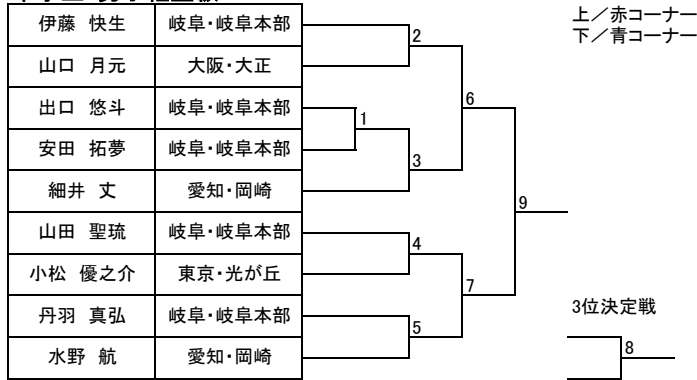 伊藤 快生 岐阜・岐阜本部
山口 月元 大阪・大正
出口 悠斗 岐阜・岐阜本部
安田 拓夢 岐阜・岐阜本部
細井 丈 愛知・岡崎
山田 聖琉 岐阜・岐阜本部
小松 優之介 東京・光が丘
丹羽 真弘 岐阜・岐阜本部
水野 航 愛知・岡崎
上／赤コーナー
下／青コーナー
2
6
1
3
9
4
7
5
3位決定戦
8